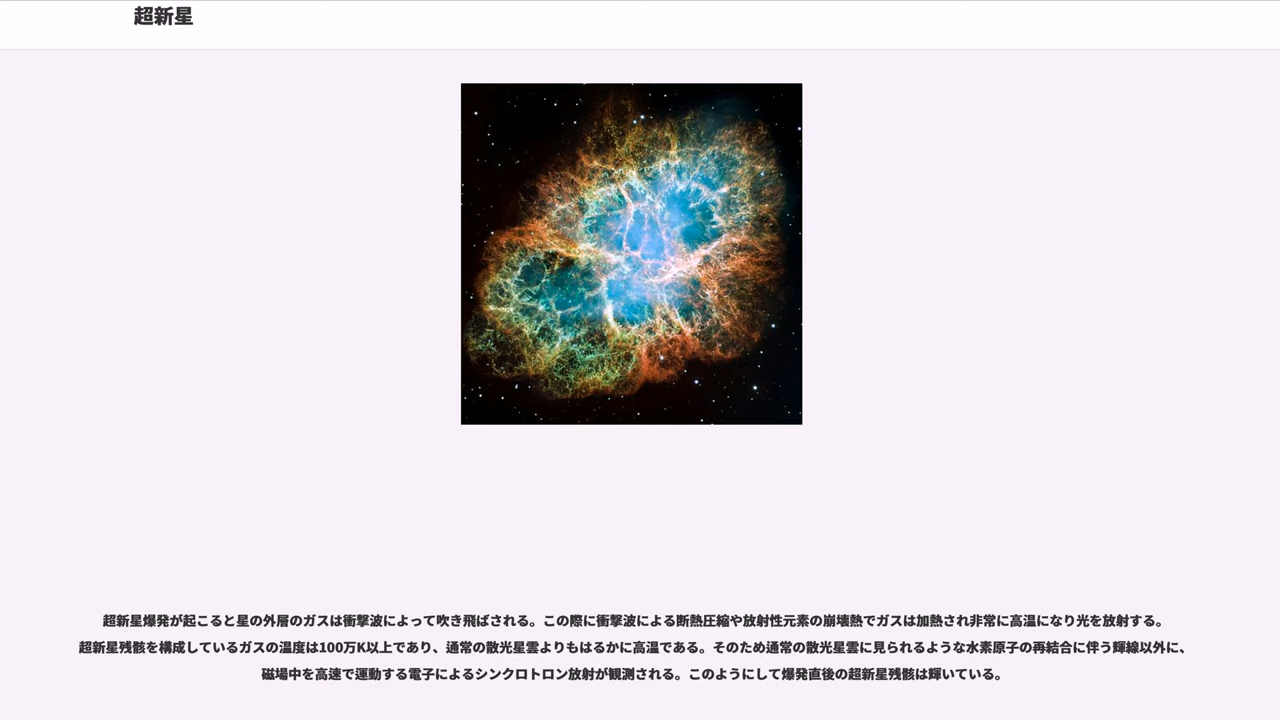 超新星
超新星爆発が起こると星の外層のガスは衝撃波によって吹き飛ばされる。この際に衝撃波による断熱圧縮や放射性元素の崩壊熱でガスは加熱され非常に高温になり光を放射する。
超新星残骸を構成しているガスの温度は100万K以上であり、通常の散光星雲よりもはるかに高温である。そのため通常の散光星雲に見られるような水素原子の再結合に伴う輝線以外に、
磁場中を高速で運動する電子によるシンクロトロン放射が観測される。このようにして爆発直後の超新星残骸は輝いている。